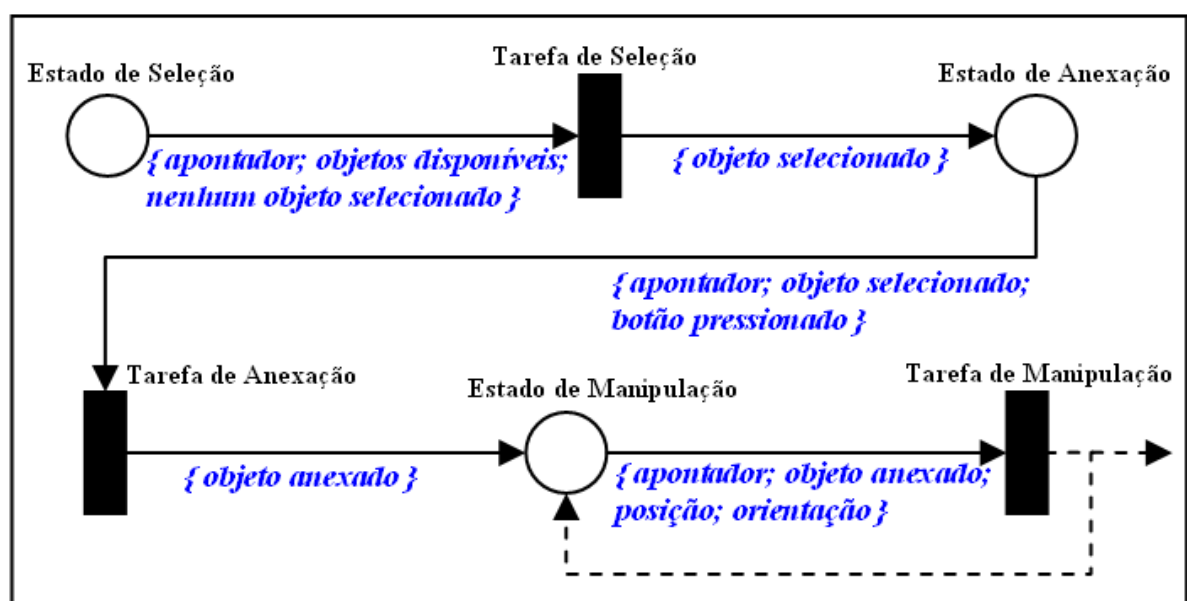 Estado de Seleção
Tarefa de Seleção
Estado de Anexação
{ apontador; objetos disponíveis;
nenhum objeto selecionado }
{ objeto selecionado }
{ apontador; objeto selecionado;
botão pressionado }
Tarefa de Anexação
Estado de Manipulação
Tarefa de Manipulação
{ objeto anexado }
{ apontador; objeto anexado;
posição; orientação }